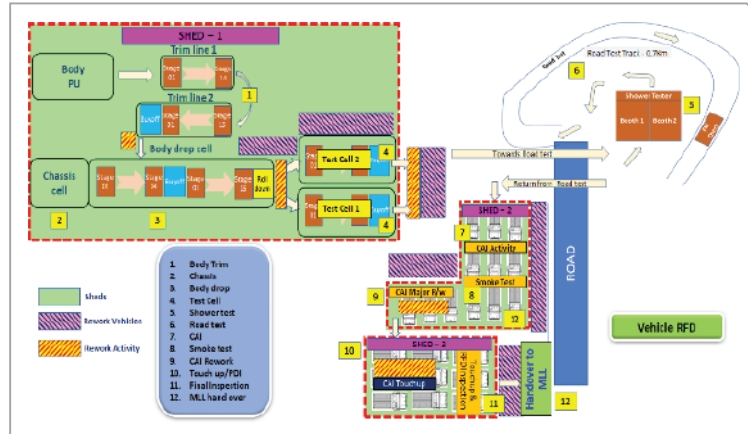 SHED - 1
Trim line 1
Body
PU
Stage
01
Stage
1
Trim line 2
Buyoff
Stage
01
Stage
15
Body drop cell
Chassis
cell
Stage
Buyoff
Stage
01
Stage
15
Roll
down
Test Cell 2
4
Test Cell 1
4
2
3
Road test
Road Test Track - 0.7Km
6
Shower Tester
Booth 1
Booth 2
5
Towards Road test
Return from Road test
ROAD
SHED - 2
7
CAI Activity
Smoke Test
8
9
CAI Major R/w
12
10
SHED - 3
CAI Touchup
Touchup &
RFD Inspection
11
Handover to
MLL
12
Vehicle RFD
1. Body Trim
2. Chassis
3. Body drop
4. Test Cell
5. Shower test
6. Road test
7. CAI
8. Smoke test
9. CAI Rework
10. Touch up/PDI
11. Final Inspection
12. MLL hand over
Sheds
Rework Vehicles
Rework Activity